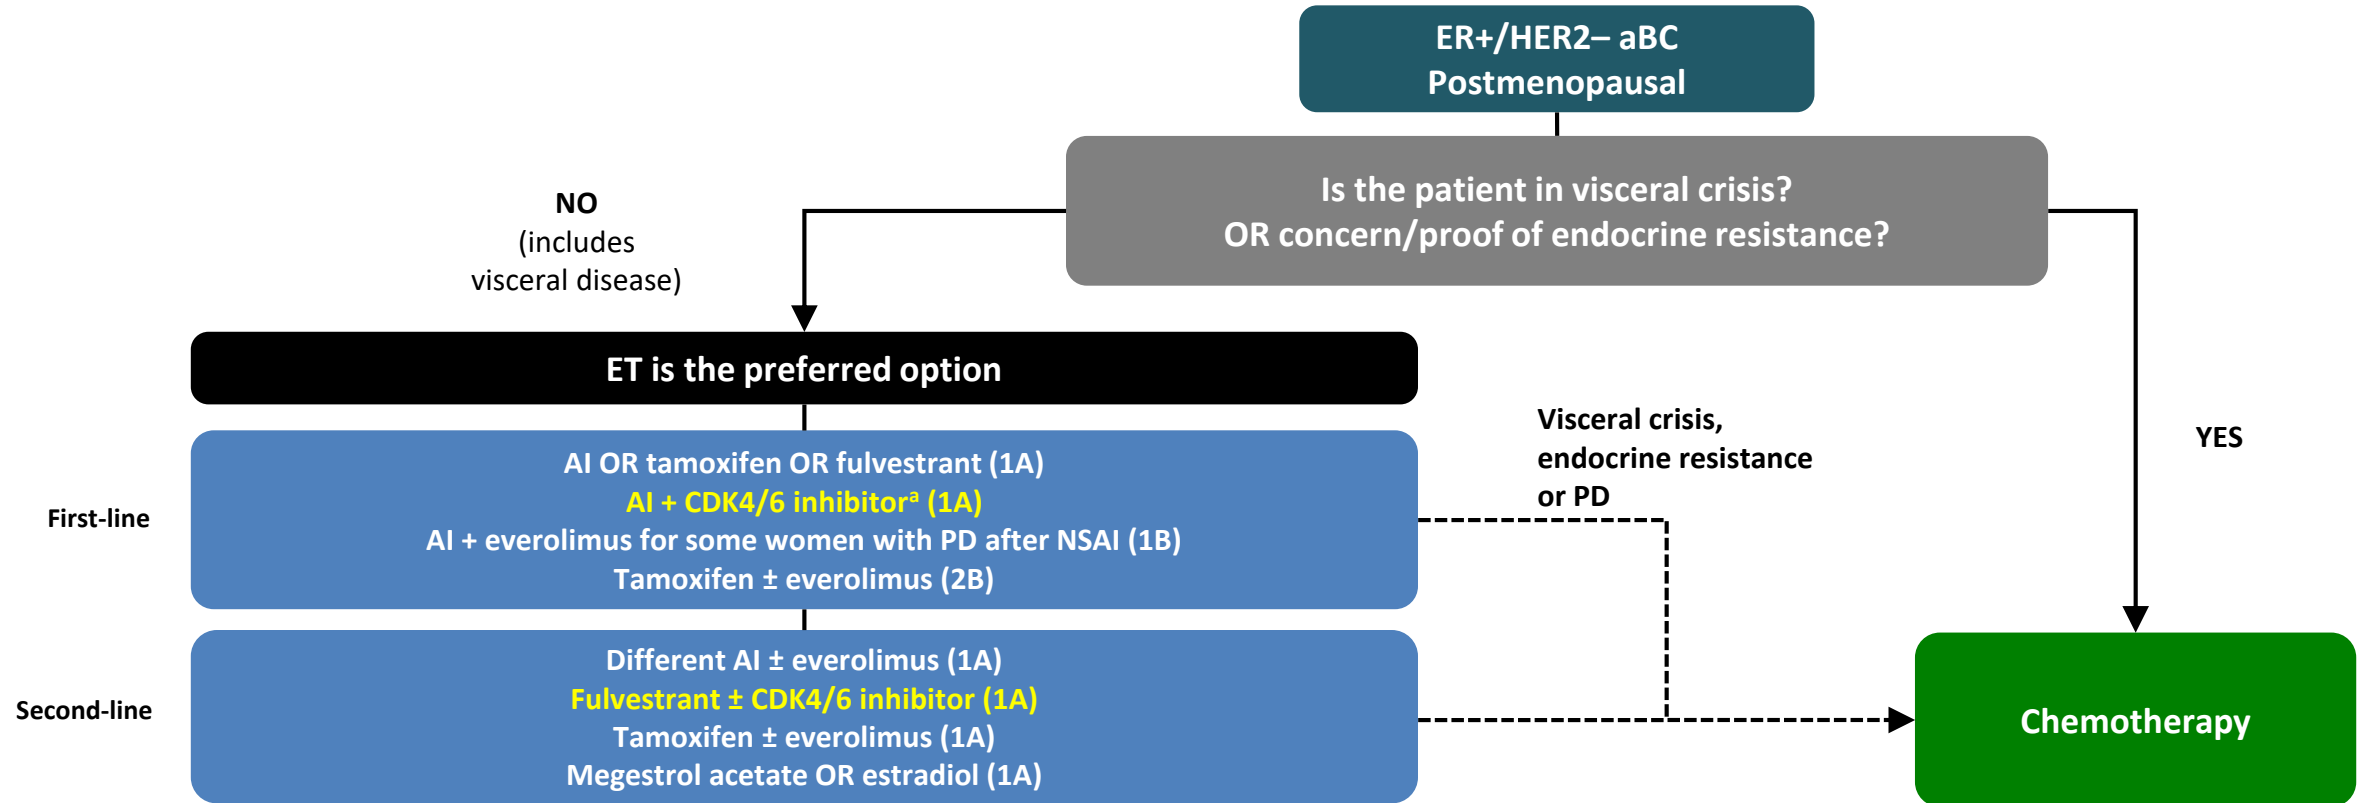 ER+/HER2– aBC
Postmenopausal
Is the patient in visceral crisis?
OR concern/proof of endocrine resistance?
NO
(includes
visceral disease)
YES
ET is the preferred option
Visceral crisis,
endocrine resistance
or PD
First-line
AI OR tamoxifen OR fulvestrant (1A)
AI + CDK4/6 inhibitorᵃ (1A)
AI + everolimus for some women with PD after NSAI (1B)
Tamoxifen ± everolimus (2B)
Second-line
Different AI ± everolimus (1A)
Fulvestrant ± CDK4/6 inhibitor (1A)
Tamoxifen ± everolimus (1A)
Megestrol acetate OR estradiol (1A)
Chemotherapy